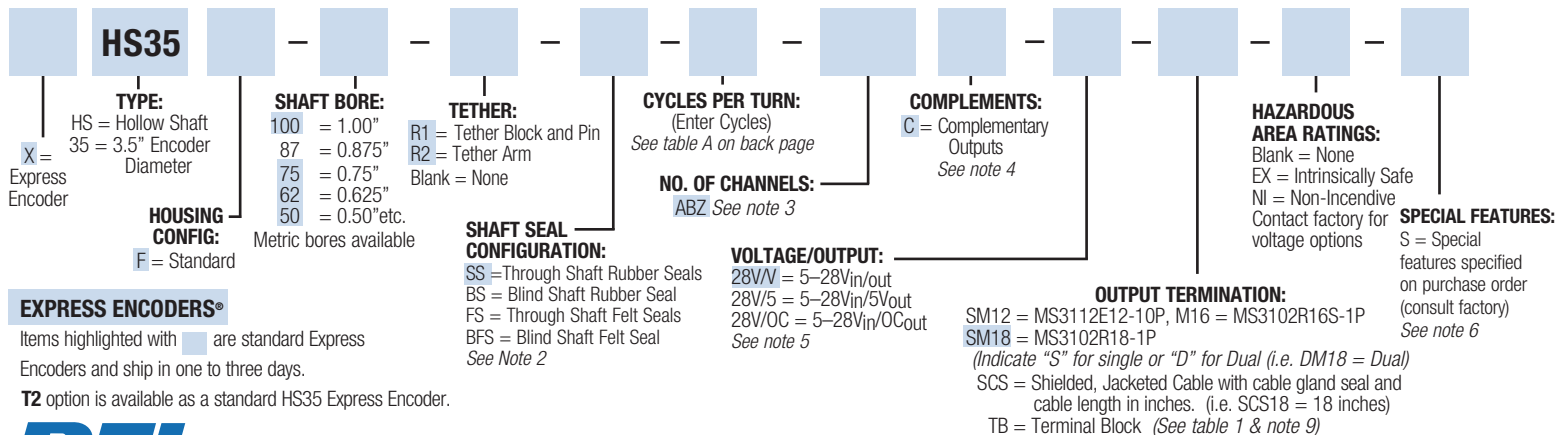 HS35 – – – – – – – – –
TYPE:
HS = Hollow Shaft
35 = 3.5" Encoder
Diameter
X =
Express
Encoder
HOUSING
CONFIG:
F = Standard
SHAFT BORE:
100 = 1.00"
87 = 0.875"
75 = 0.75"
62 = 0.625"
50 = 0.50"etc.
Metric bores available
TETHER:
R1 = Tether Block and Pin
R2 = Tether Arm
Blank = None
SHAFT SEAL
CONFIGURATION:
SS =Through Shaft Rubber Seals
BS = Blind Shaft Rubber Seal
FS = Through Shaft Felt Seals
BFS = Blind Shaft Felt Seal
See Note 2
CYCLES PER TURN:
(Enter Cycles)
See table A on back page
NO. OF CHANNELS:
ABZ See note 3
COMPLEMENTS:
C = Complementary
Outputs
See note 4
VOLTAGE/OUTPUT:
28V/V = 5–28Vin/out
28V/5 = 5–28Vin/5Vout
28V/OC = 5–28Vin/OCout
See note 5
OUTPUT TERMINATION:
SM12 = MS3112E12-10P, M16 = MS3102R16S-1P
SM18 = MS3102R18-1P
(Indicate "S" for single or "D" for Dual (i.e. DM18 = Dual)
SCS = Shielded, Jacketed Cable with cable gland seal and
cable length in inches. (i.e. SCS18 = 18 inches)
TB = Terminal Block (See table 1 & note 9)
HAZARDOUS
AREA RATINGS:
Blank = None
EX = Intrinsically Safe
NI = Non-Incendive
Contact factory for
voltage options
SPECIAL FEATURES:
S = Special
features specified
on purchase order
(consult factory)
See note 6
EXPRESS ENCODERS®
Items highlighted with are standard Express
Encoders and ship in one to three days.
T2 option is available as a standard HS35 Express Encoder.